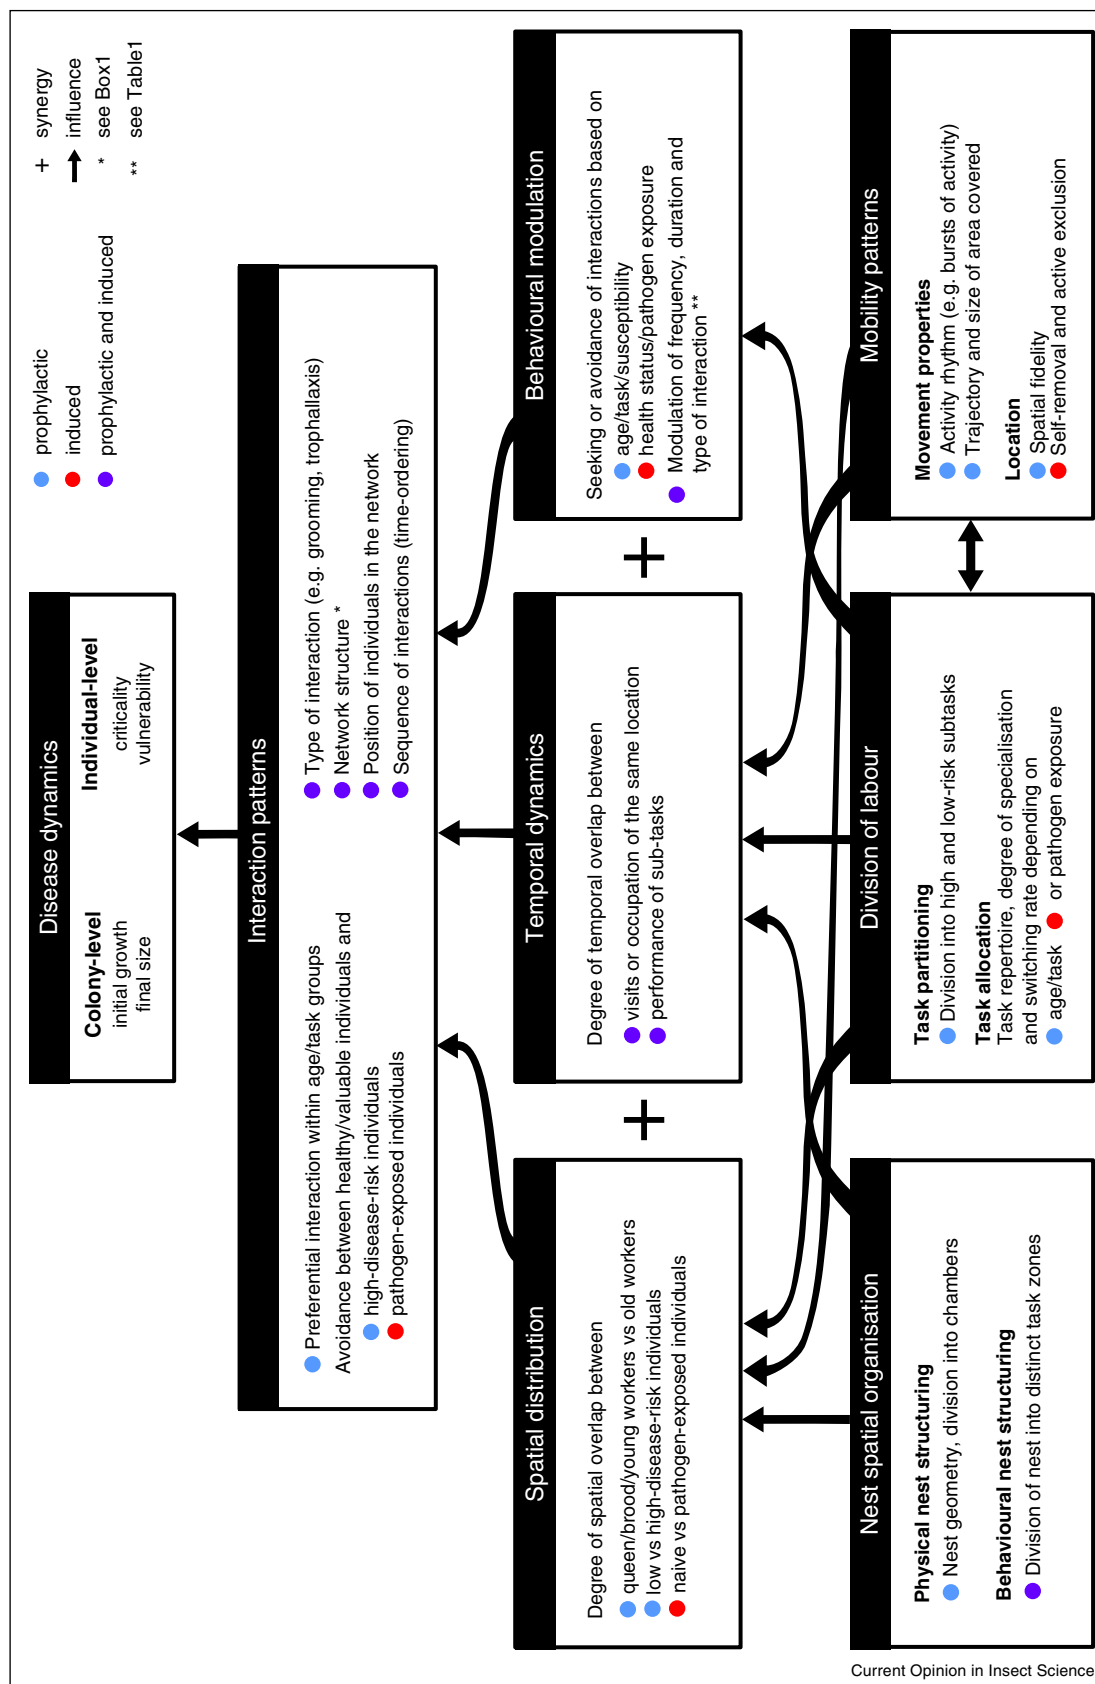 Disease dynamics
Colony-level
initial growth
final size
Individual-level
criticality
vulnerability
prophylactic
induced
prophylactic and induced
+ synergy
influence
* see Box1
** see Table1
Interaction patterns
Preferential interaction within age/task groups
Avoidance between healthy/valuable individuals and
high-disease-risk individuals
pathogen-exposed individuals
Type of interaction (e.g. grooming, trophallaxis)
Network structure *
Position of individuals in the network
Sequence of interactions (time-ordering)
Spatial distribution
Degree of spatial overlap between
queen/brood/young workers vs old workers
low vs high-disease-risk individuals
naive vs pathogen-exposed individuals
+
Temporal dynamics
Degree of temporal overlap between
visits or occupation of the same location
performance of sub-tasks
+
Behavioural modulation
Seeking or avoidance of interactions based on
age/task/susceptibility
health status/pathogen exposure
Modulation of frequency, duration and
type of interaction **
Nest spatial organisation
Physical nest structuring
Nest geometry, division into chambers
Behavioural nest structuring
Division of nest into distinct task zones
Division of labour
Task partitioning
Division into high and low-risk subtasks
Task allocation
Task repertoire, degree of specialisation
and switching rate depending on
age/task or pathogen exposure
Mobility patterns
Movement properties
Activity rhythm (e.g. bursts of activity)
Trajectory and size of area covered
Location
Spatial fidelity
Self-removal and active exclusion
Current Opinion in Insect Science